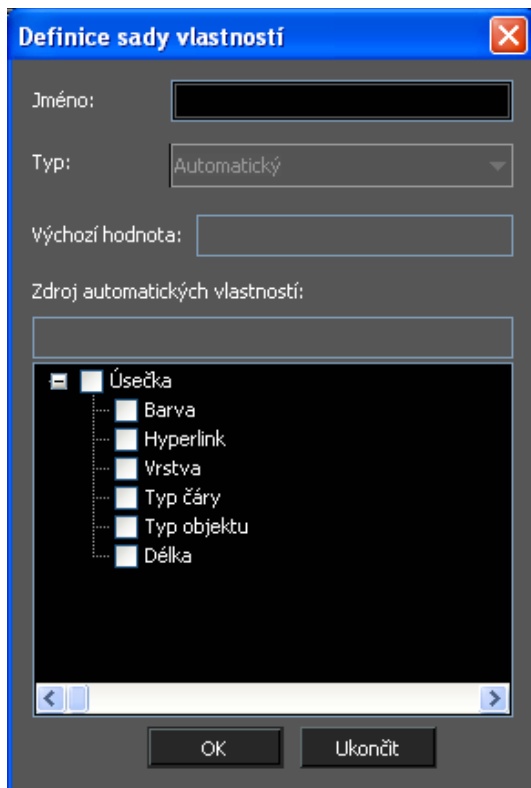 Definice sady vlastností
Jméno:
Typ: Automatický
Výchozí hodnota:
Zdroj automatických vlastností:
Úsečka
Barva
Hyperlink
Vrstva
Typ čáry
Typ objektu
Délka
OK Ukončit